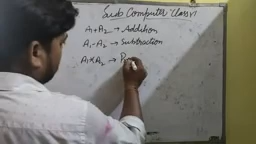 Sub Computer Class VI
A1+A2 → Addition
A1-A2 → Subtraction
A1×A2 → P